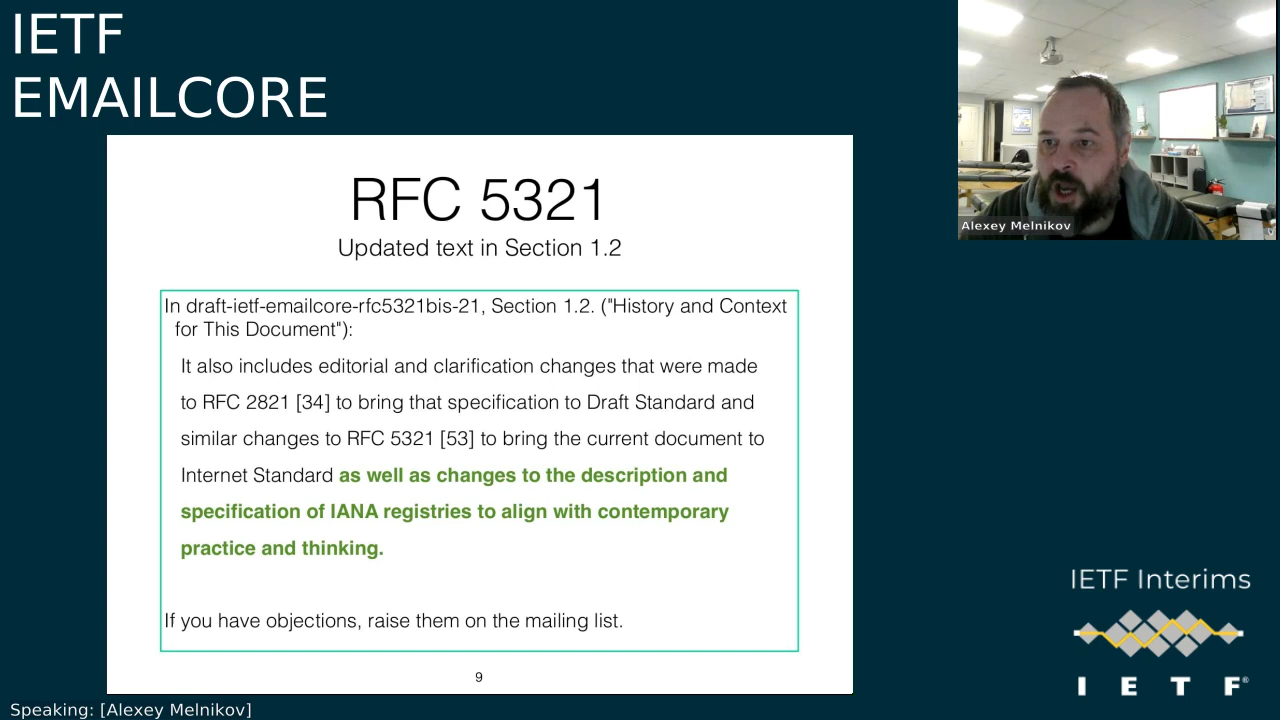 IETF
EMAILCORE
RFC 5321
Updated text in Section 1.2
In draft-ietf-emailcore-rfc5321bis-21, Section 1.2. ("History and Context
for This Document"):
It also includes editorial and clarification changes that were made
to RFC 2821 [34] to bring that specification to Draft Standard and
similar changes to RFC 5321 [53] to bring the current document to
Internet Standard as well as changes to the description and
specification of IANA registries to align with contemporary
practice and thinking.
If you have objections, raise them on the mailing list.
9
Alexey Melnikov
IETF Interims
I E T F®
Speaking: [Alexey Melnikov]